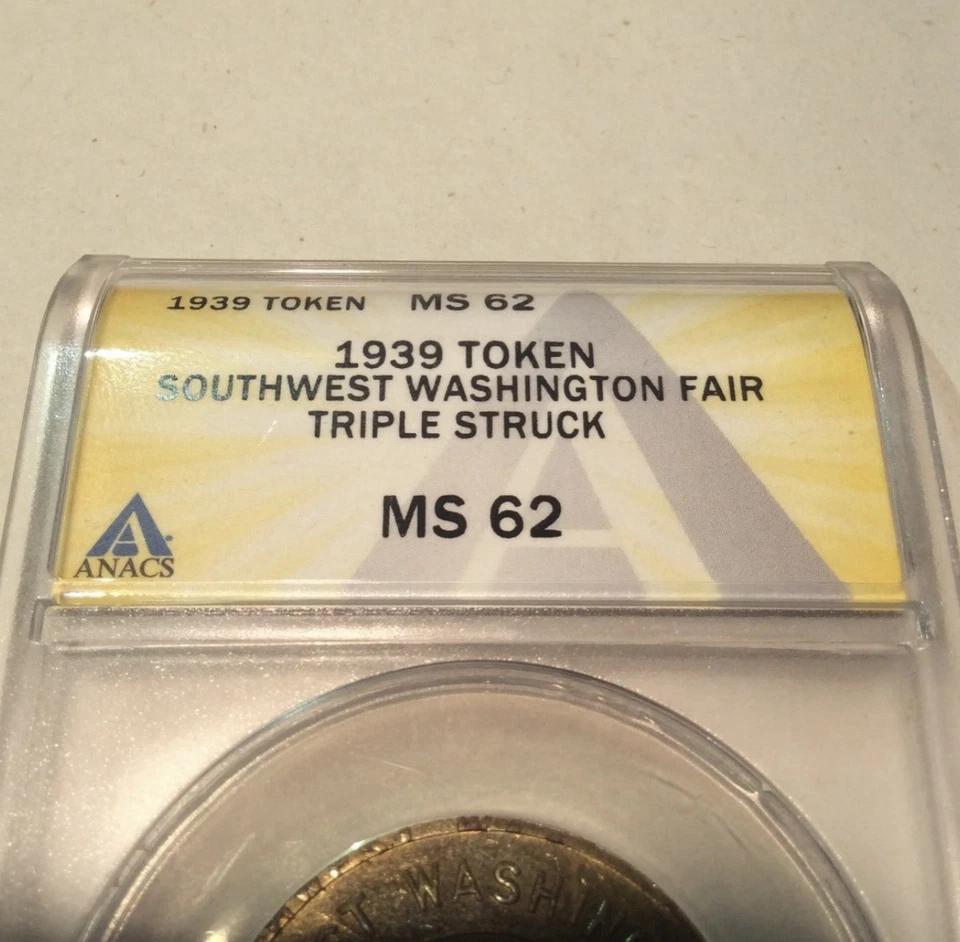 1939 TOKEN MS 62
1939 TOKEN
SOUTHWEST WASHINGTON FAIR
TRIPLE STRUCK
MS 62
ANACS
T WASHIN